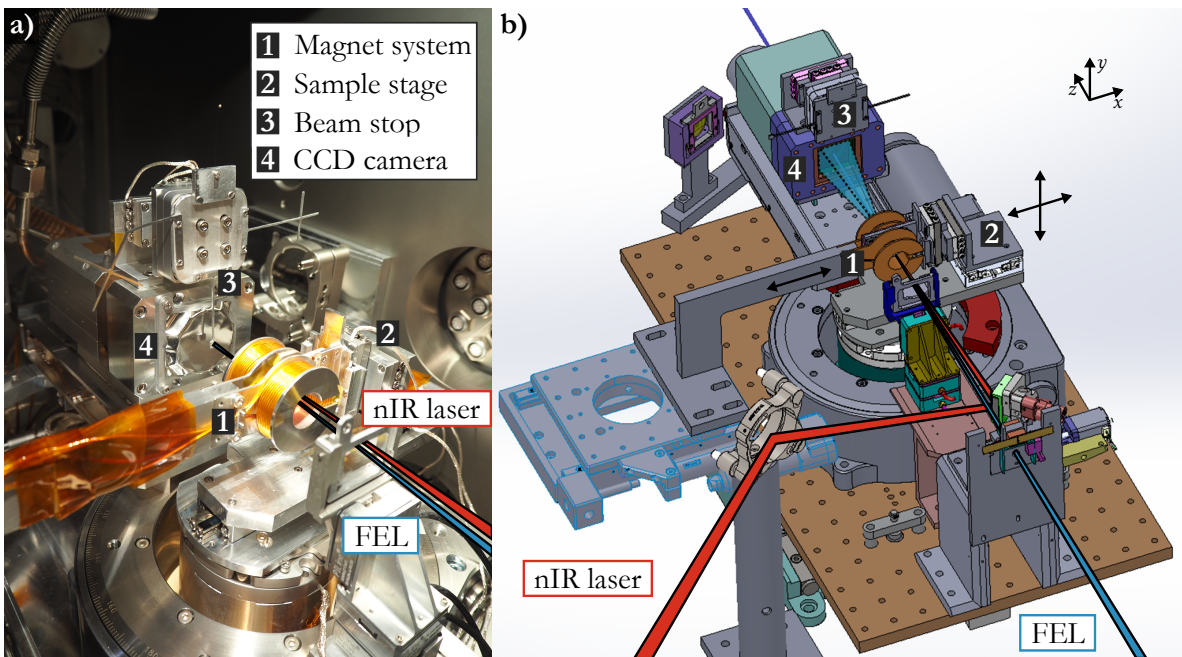 a)
1 Magnet system
2 Sample stage
3 Beam stop
4 CCD camera
3
4
2
1
nIR laser
FEL
b)
y
z
x
3
4
2
1
nIR laser
FEL